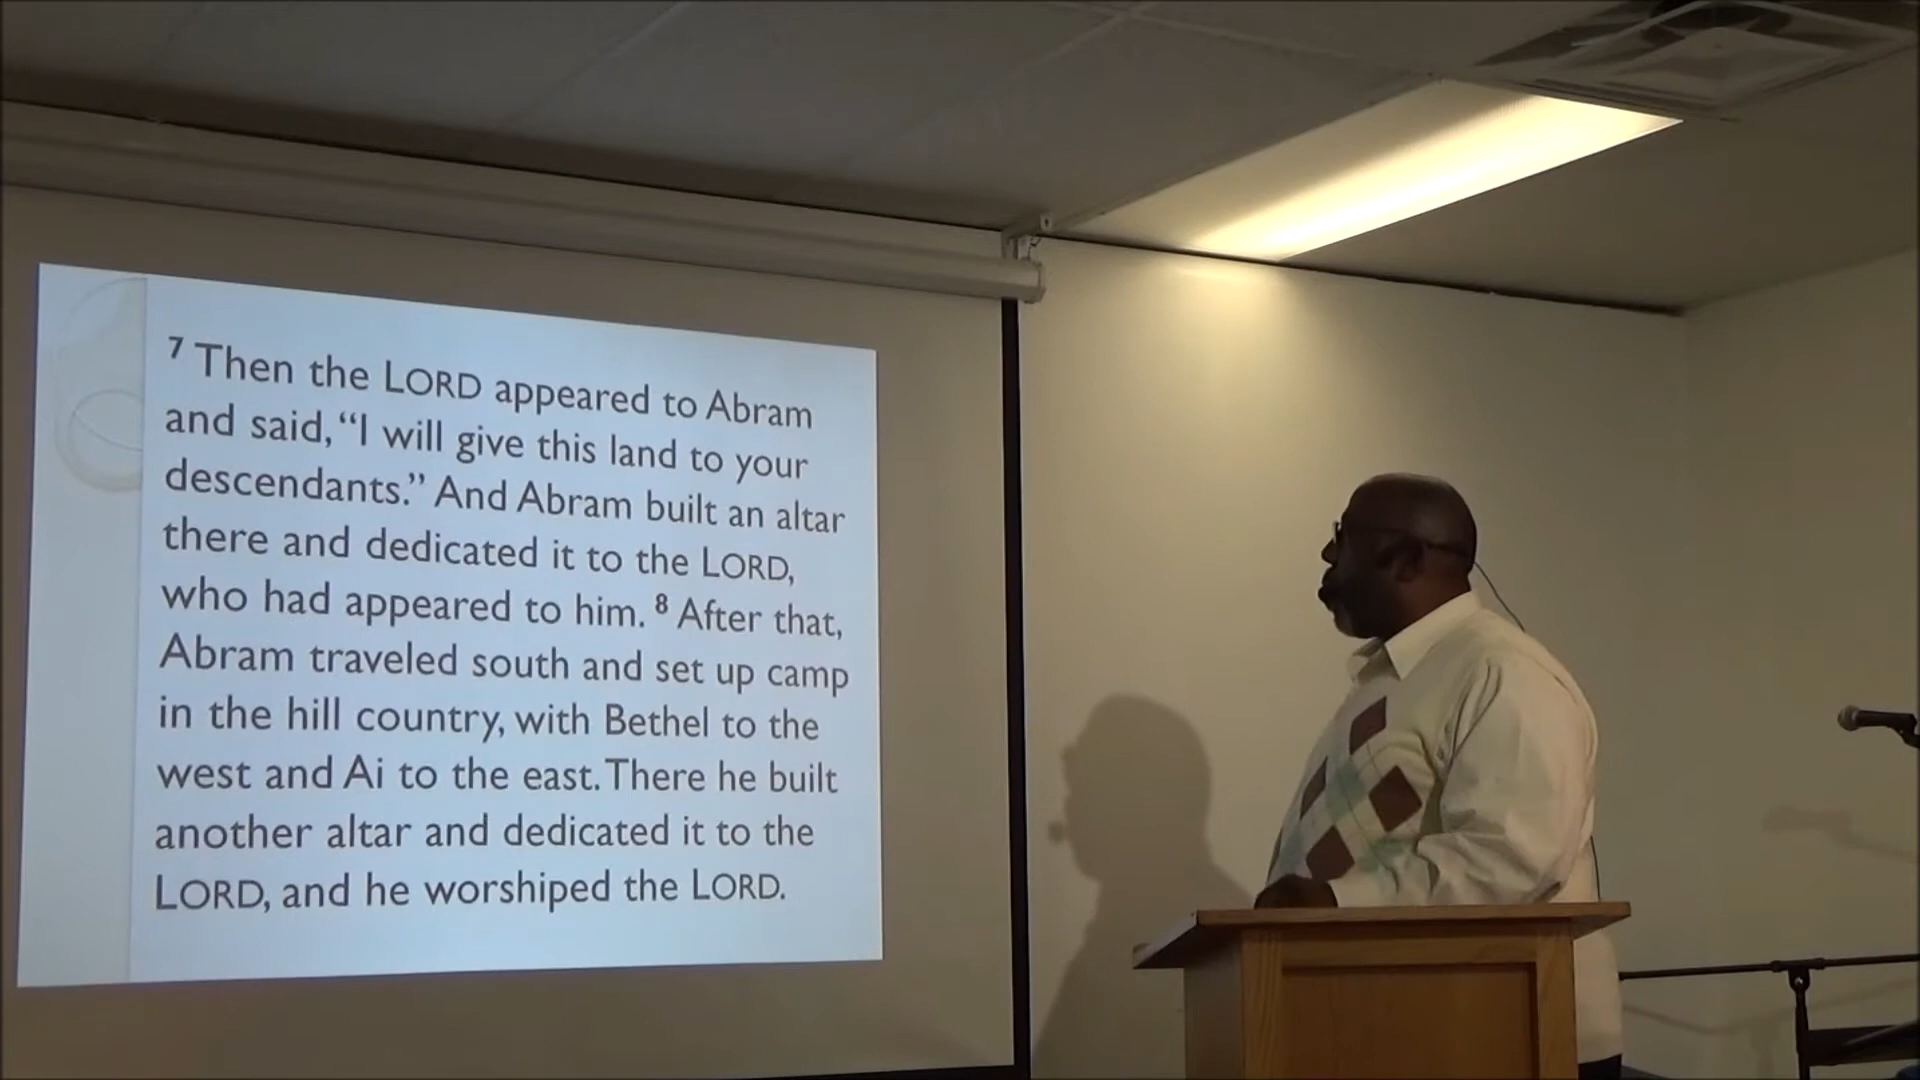 7 Then the LORD appeared to Abram
and said, “I will give this land to your
descendants.” And Abram built an altar
there and dedicated it to the LORD,
who had appeared to him. 8 After that,
Abram traveled south and set up camp
in the hill country, with Bethel to the
west and Ai to the east. There he built
another altar and dedicated it to the
LORD, and he worshiped the LORD.